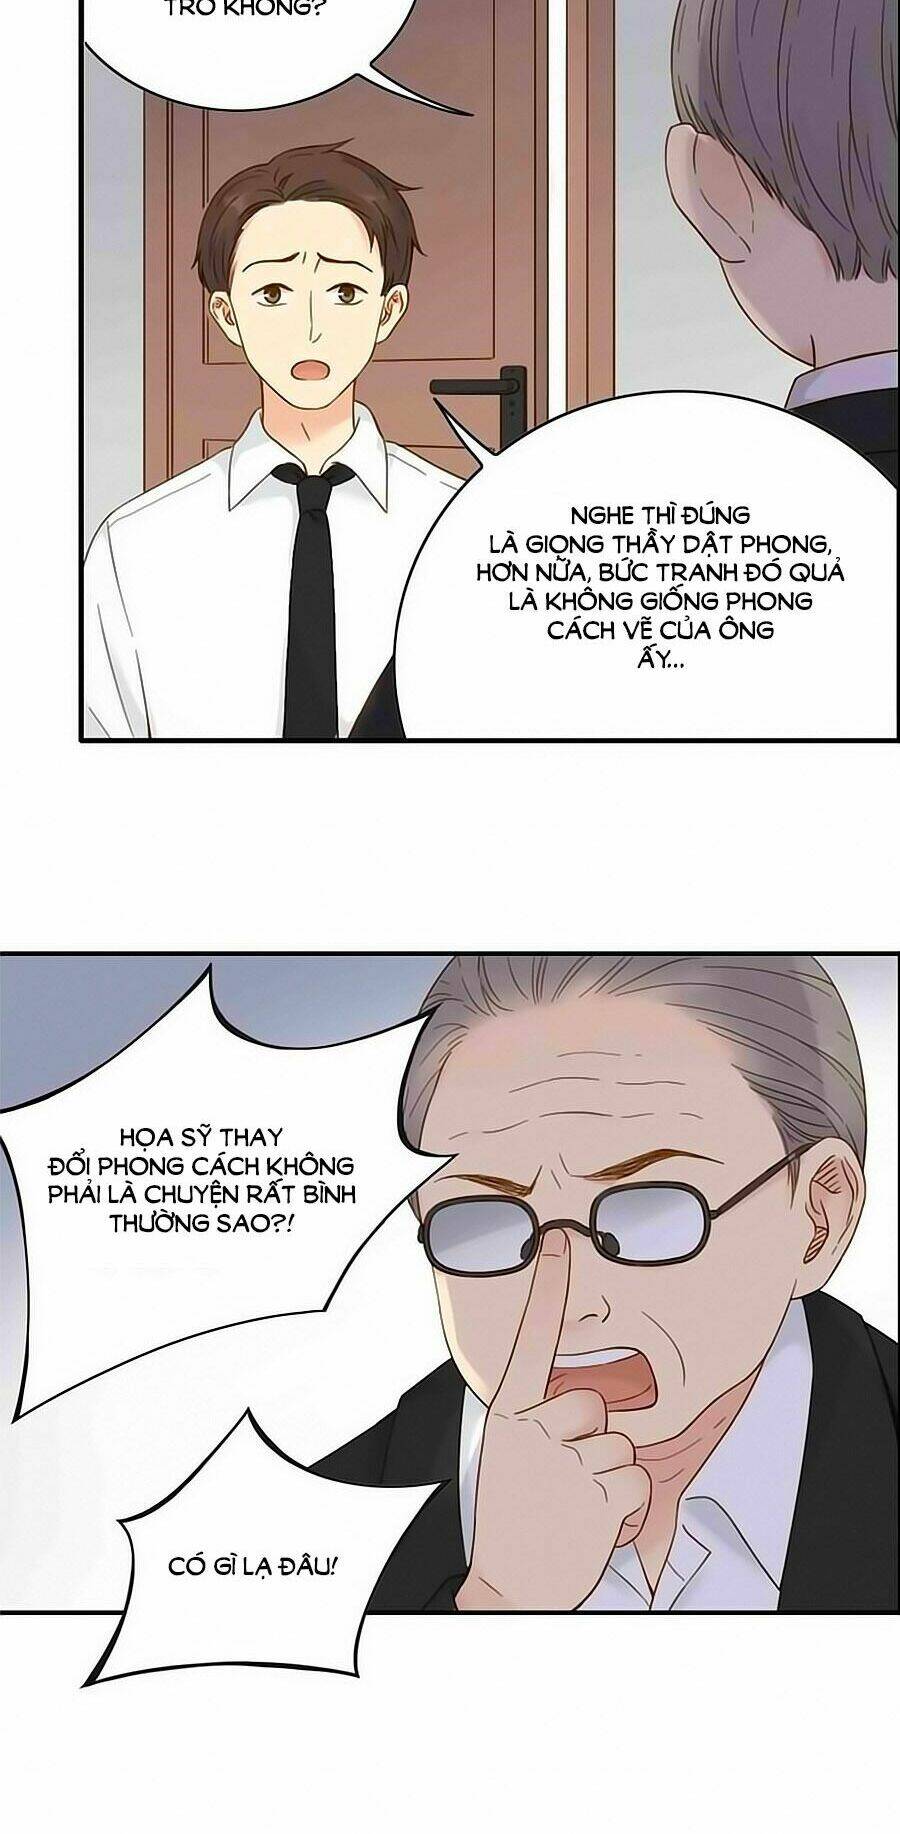 TRÒ KHÔNG?
NGHE THÌ ĐÚNG
LÀ GIỌNG THẦY DẬT PHONG,
HƠN NỮA, BỨC TRANH ĐÓ QUẢ
LÀ KHÔNG GIỐNG PHONG
CÁCH VẼ CỦA ÔNG
ẤY...
HỌA SỸ THAY
ĐỔI PHONG CÁCH KHÔNG
PHẢI LÀ CHUYỆN RẤT BÌNH
THƯỜNG SAO?!
CÓ GÌ LẠ ĐÂU!